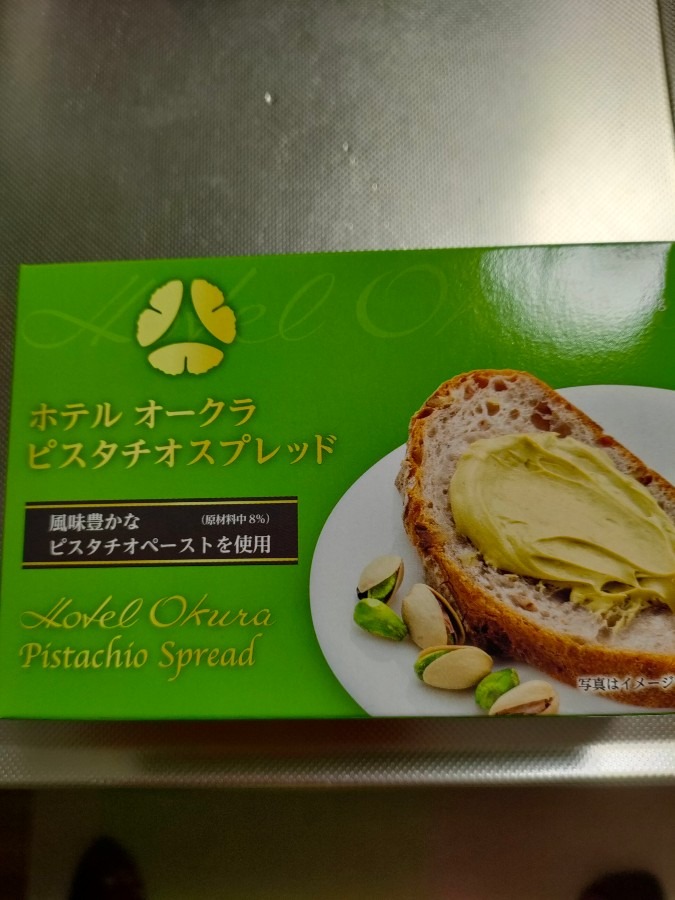 Hotel O
ホテル オークラ
ピスタチオスプレッド
風味豊かな (原材料中8%)
ピスタチオペーストを使用
Hotel Okura
Pistachio Spread
写真はイメージ